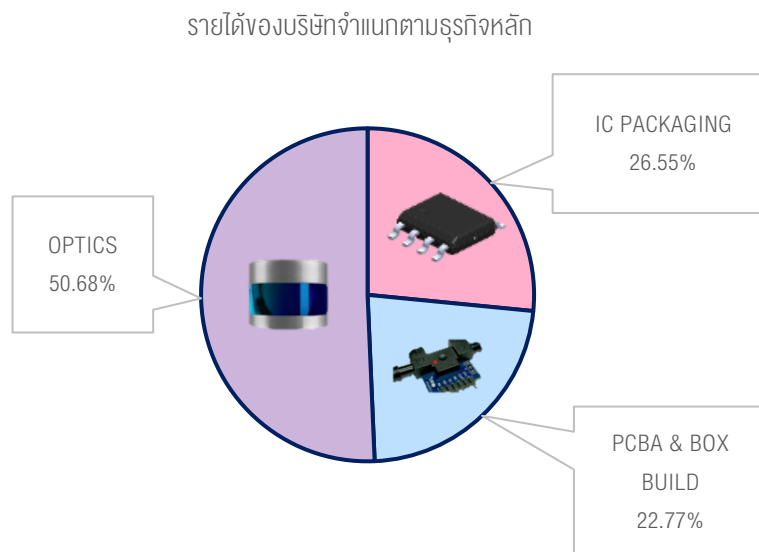 รายได้ของบริษัทจำแนกตามธุรกิจหลัก
IC PACKAGING
26.55%
OPTICS
50.68%
PCBA & BOX
BUILD
22.77%